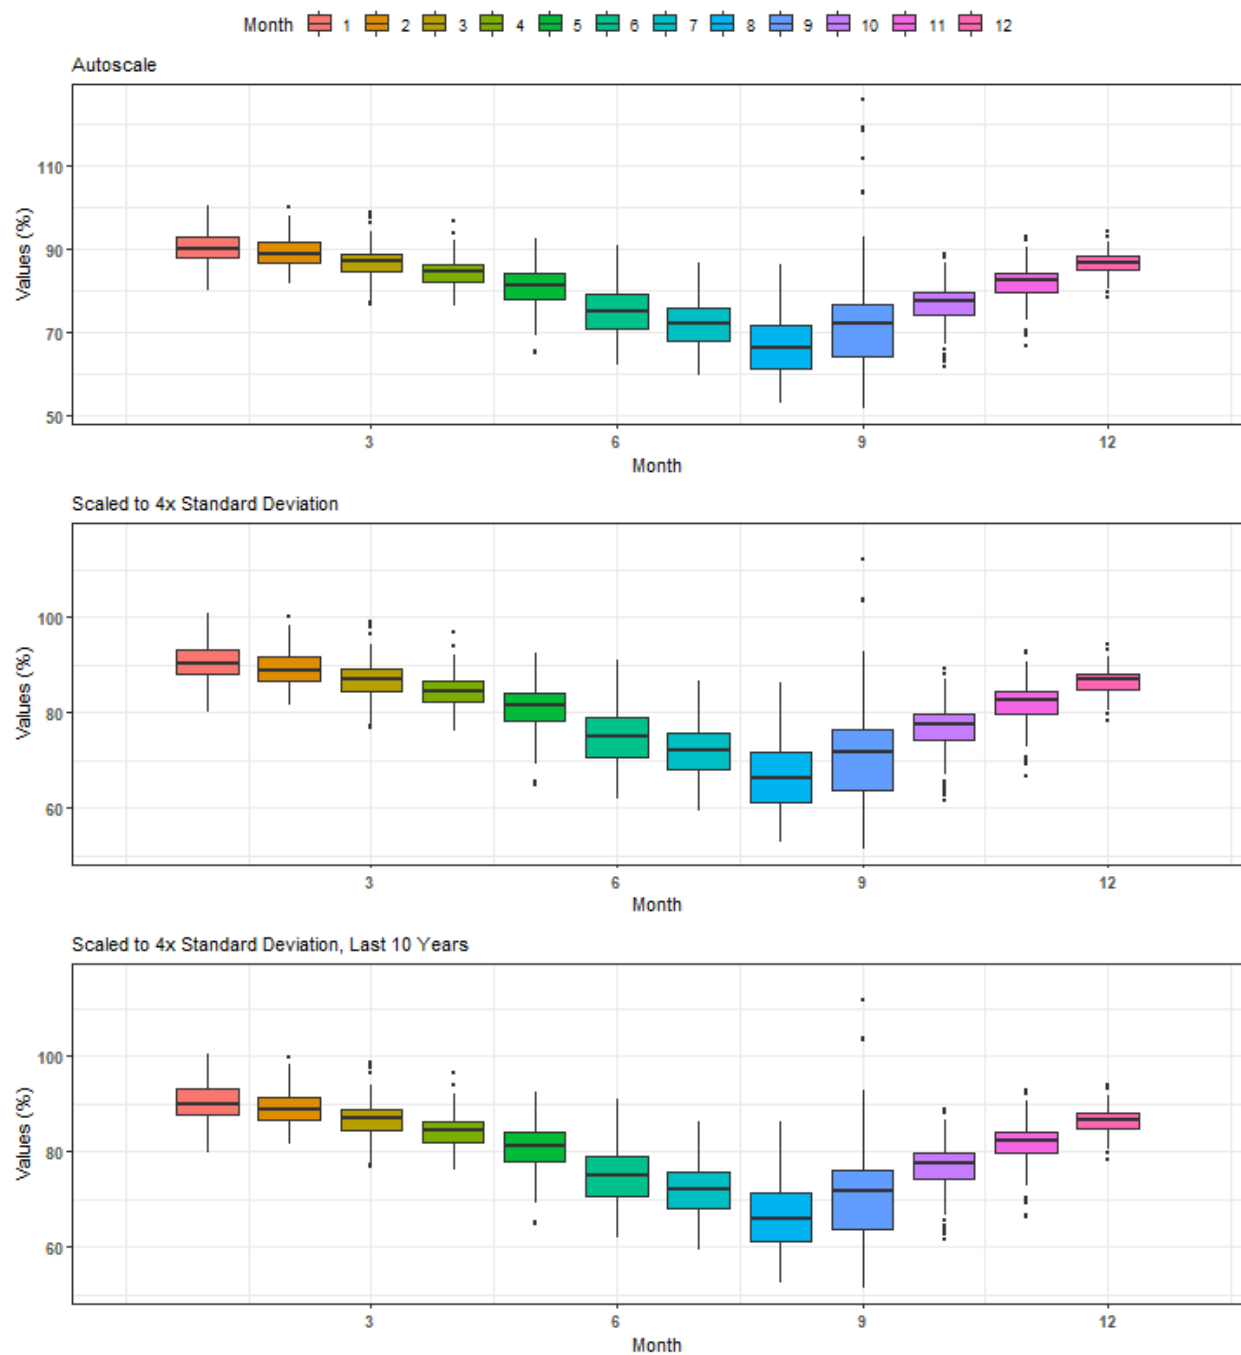 Month 1 2 3 4 5 6 7 8 9 10 11 12
Autoscale
Values (%)
110
90
70
50
3 6 9 12
Month
Scaled to 4x Standard Deviation
Values (%)
100
80
60
3 6 9 12
Month
Scaled to 4x Standard Deviation, Last 10 Years
Values (%)
100
80
60
3 6 9 12
Month